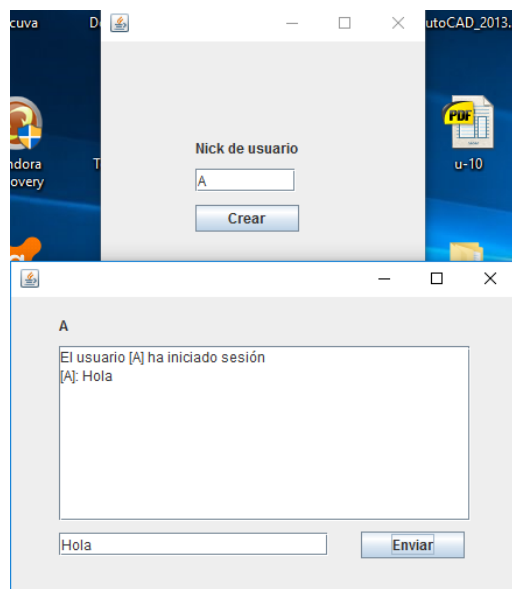 cuva
D
utoCAD_2013.
PDF
Nick de usuario
A
Crear
ndora
overy
T
u-10
A
El usuario [A] ha iniciado sesión
[A]: Hola
Hola
Enviar